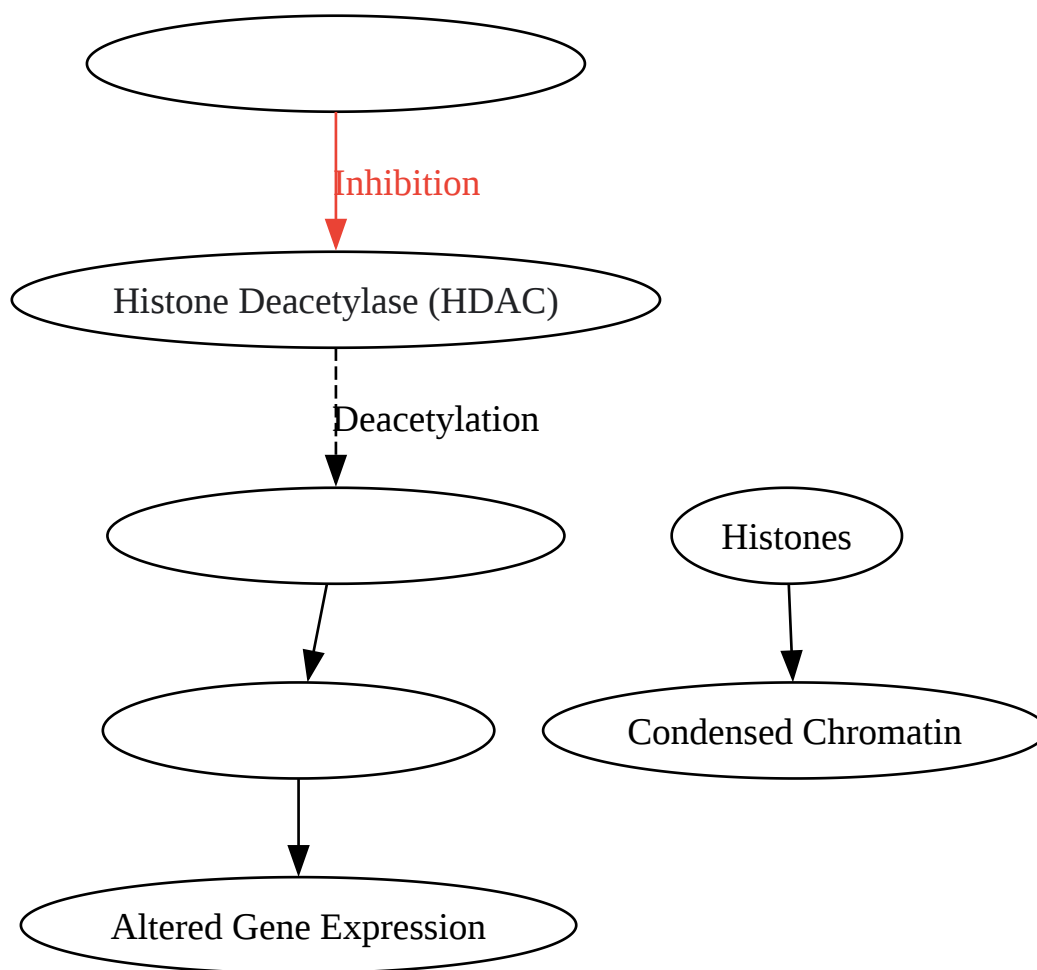 Inhibition
Histone Deacetylase (HDAC)
Deacetylation
Histones
Condensed Chromatin
Altered Gene Expression